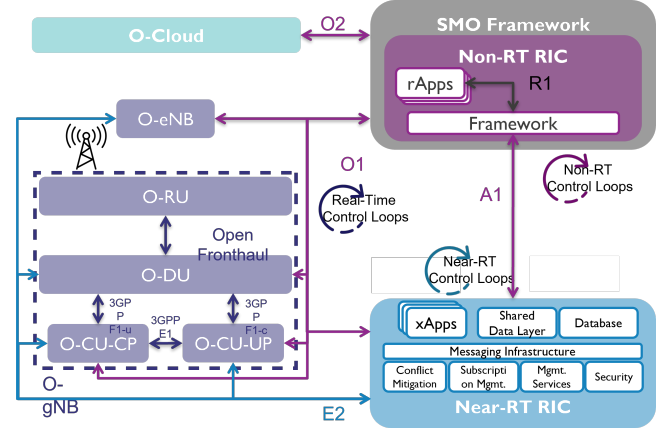 O-Cloud
O2
SMO Framework
Non-RT RIC
rApps
R1
Framework
O-eNB
O1
A1
Non-RT
Control Loops
Real-Time
Control Loops
O-RU
Open
Fronthaul
O-DU
Near-RT
Control Loops
3GP
P
F1-u
3GPP
E1
3GP
P
F1-c
O-CU-CP
O-CU-UP
O-
gNB
E2
xApps
Shared
Data Layer
Database
Messaging Infrastructure
Conflict
Mitigation
Subscripti
on Mgmt.
Mgmt.
Services
Security
Near-RT RIC